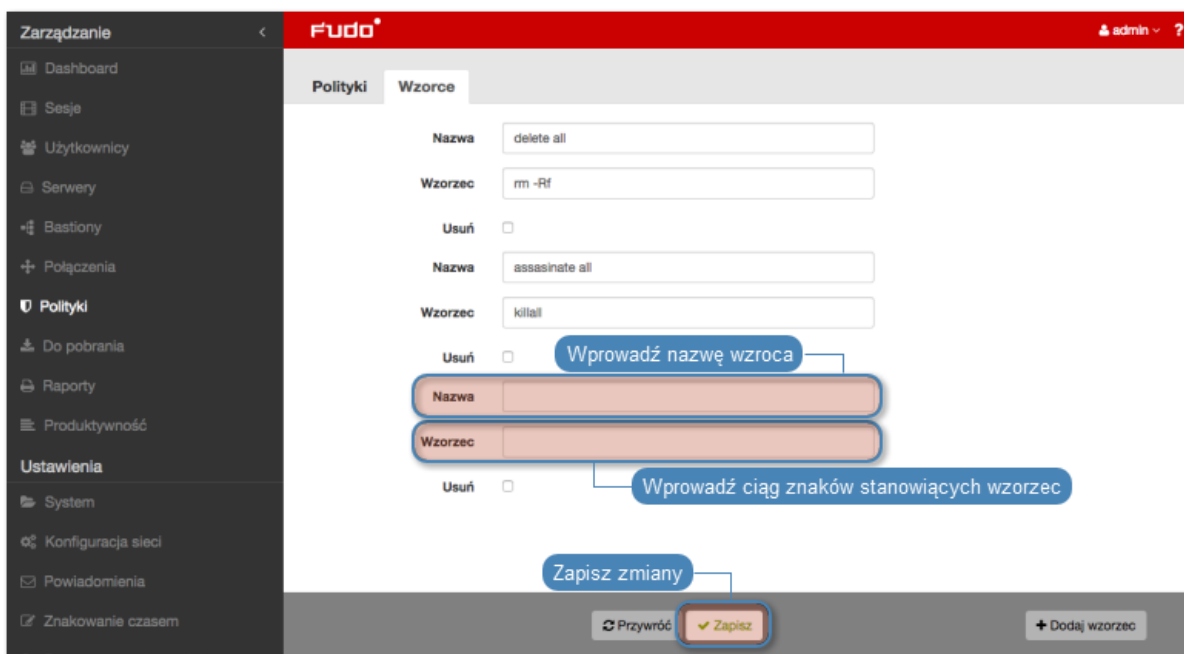 Zarządzanie
Fudo
admin
?
Dashboard
Sesje
Użytkownicy
Serwery
Bastiony
Połączenia
Polityki
Do pobrania
Raporty
Produktywność
Ustawienia
System
Konfiguracja sieci
Powiadomienia
Znakowanie czasem
Polityki Wzorce
Nazwa delete all
Wzorzec rm -Rf
Usuń
Nazwa assasinate all
Wzorzec killall
Usuń
Wprowadź nazwę wzroca
Nazwa
Wzorzec
Usuń
Wprowadź ciąg znaków stanowiących wzorzec
Zapisz zmiany
Przywróć
Zapisz
+ Dodaj wzorzec